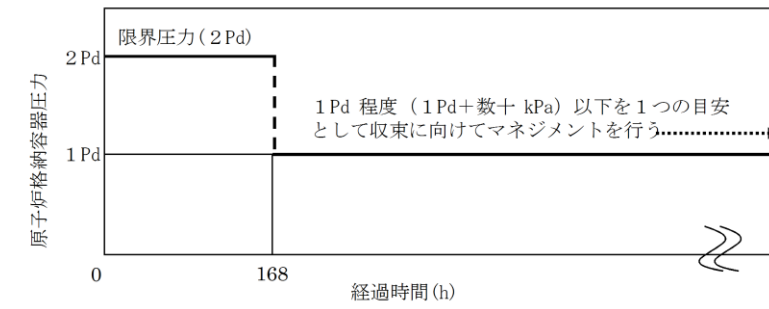 限界圧力(2Pd)
2Pd
1Pd 程度（1Pd＋数十 kPa）以下を１つの目安
として収束に向けてマネジメントを行う
1Pd
原子炉格納容器圧力
0
168
経過時間(h)